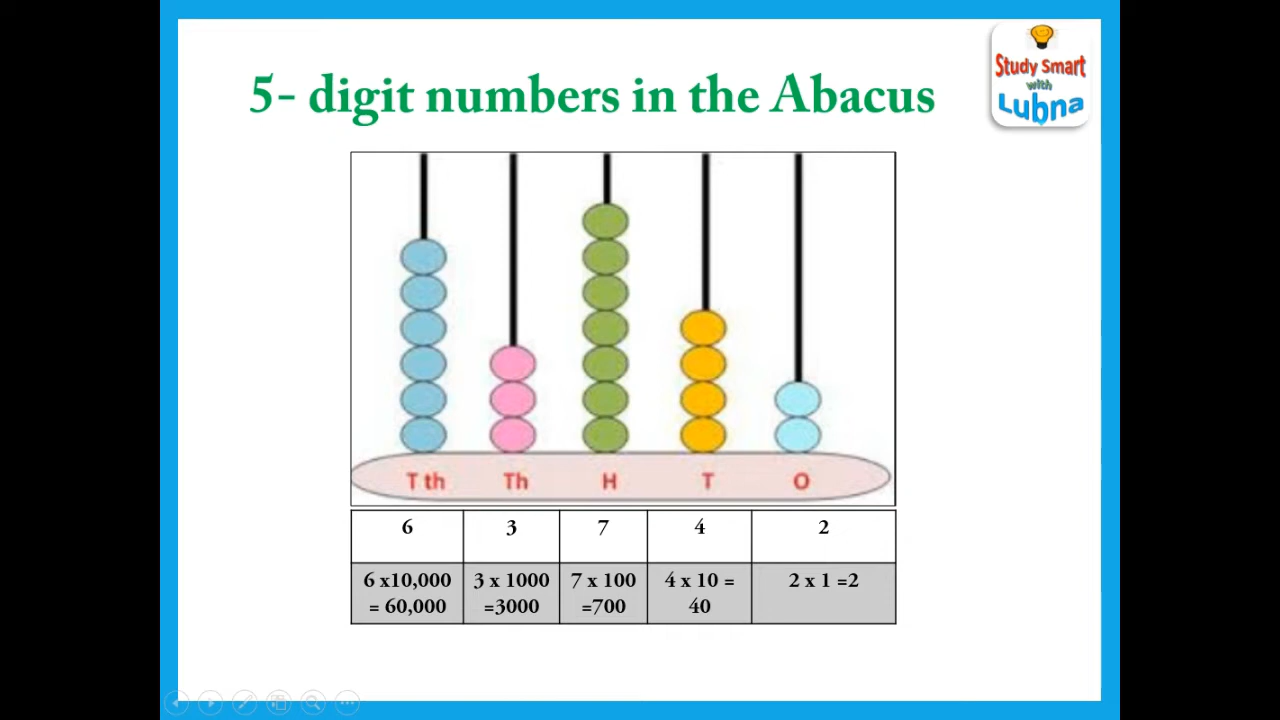 5- digit numbers in the Abacus
Study Smart
with
Lubna
T th Th H T O
6 3 7 4 2
6 x10,000 3 x 1000 7 x 100 4 x 10 = 2 x 1 =2
= 60,000 =3000 =700 40